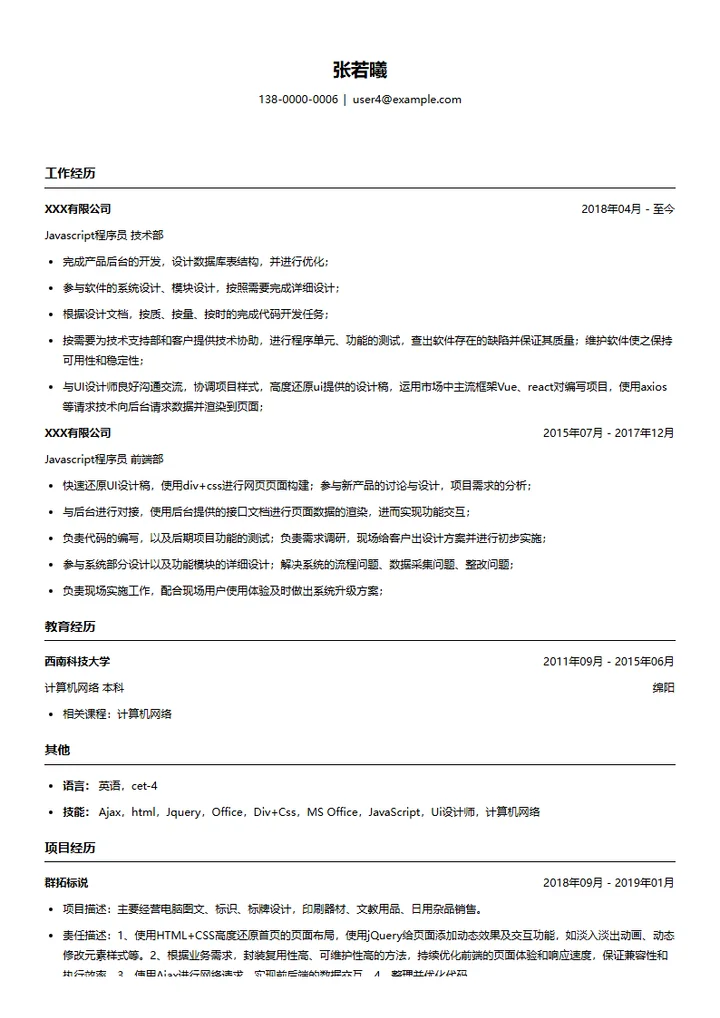 张若曦
138-0000-0006 | user4@example.com
工作经历
XXX有限公司 2018年04月 - 至今
Javascript程序员 技术部
• 完成产品后台的开发，设计数据库表结构，并进行优化；
• 参与软件的系统设计、模块设计，按照需要完成详细设计；
• 根据设计文档，按质、按量、按时的完成代码开发任务；
• 按需要为技术支持部和客户提供技术协助，进行程序单元、功能的测试，查出软件存在的缺陷并保证其质量；维护软件使之保持
可用性和稳定性；
• 与UI设计师良好沟通交流，协调项目样式，高度还原ui提供的设计稿，运用市场中主流框架Vue、react对编写项目，使用axios
等请求技术向后台请求数据并渲染到页面；
XXX有限公司 2015年07月 - 2017年12月
Javascript程序员 前端部
• 快速还原UI设计稿，使用div+css进行网页页面构建；参与新产品的讨论与设计，项目需求的分析；
• 与后台进行对接，使用后台提供的接口文档进行页面数据的渲染，进而实现功能交互；
• 负责代码的编写，以及后期项目功能的测试；负责需求调研，现场给客户出设计方案并进行初步实施；
• 参与系统部分设计以及功能模块的详细设计；解决系统的流程问题、数据采集问题、整改问题；
• 负责现场实施工作，配合现场用户使用体验及时做出系统升级方案；
教育经历
西南科技大学 2011年09月 - 2015年06月
计算机网络 本科 绵阳
• 相关课程：计算机网络
其他
• 语言： 英语，cet-4
• 技能： Ajax，html，Jquery，Office，Div+Css，MS Office，JavaScript，Ui设计师，计算机网络
项目经历
群拓标说 2018年09月 - 2019年01月
• 项目描述：主要经营电脑图文、标识、标牌设计，印刷器材、文教用品、日用杂品销售。
• 责任描述：1、使用HTML+CSS高度还原首页的页面布局，使用jQuery给页面添加动态效果及交互功能，如淡入淡出动画、动态
修改元素样式等。2、根据业务需求，封装复用性高、可维护性高的方法，持续优化前端的页面体验和响应速度，保证兼容性和
执行效率。3、使用Ajax进行网络请求，实现前后端的数据交互。4、整理并优化代码